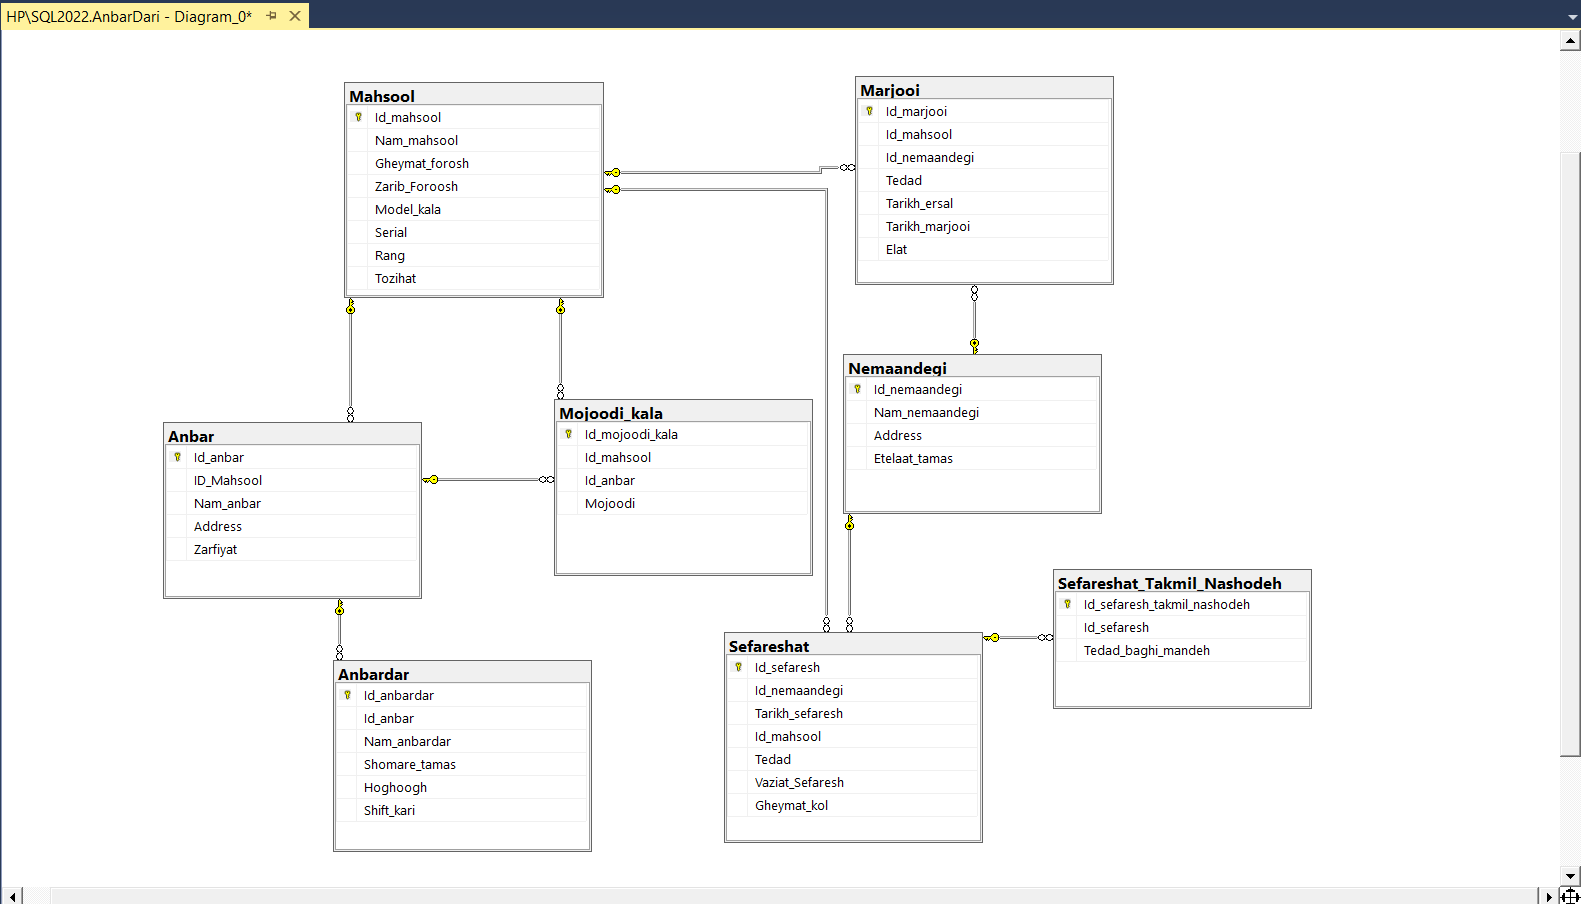 HP\SQL2022.AnbarDari - Diagram_0*
Mahsool
Id_mahsool
Nam_mahsool
Gheymat_forosh
Zarib_Foroosh
Model_kala
Serial
Rang
Tozihat
Marjooi
Id_marjooi
Id_mahsool
Id_nemaandegi
Tedad
Tarikh_ersal
Tarikh_marjooi
Elat
Nemaandegi
Id_nemaandegi
Nam_nemaandegi
Address
Etelaat_tamas
Mojoodi_kala
Id_mojoodi_kala
Id_mahsool
Id_anbar
Mojoodi
Anbar
Id_anbar
ID_Mahsool
Nam_anbar
Address
Zarfiyat
Sefareshat_Takmil_Nashodeh
Id_sefaresh_takmil_nashodeh
Id_sefaresh
Tedad_baghi_mandeh
Sefareshat
Id_sefaresh
Id_nemaandegi
Tarikh_sefaresh
Id_mahsool
Tedad
Vaziat_Sefaresh
Gheymat_kol
Anbardar
Id_anbardar
Id_anbar
Nam_anbardar
Shomare_tamas
Hoghoogh
Shift_kari